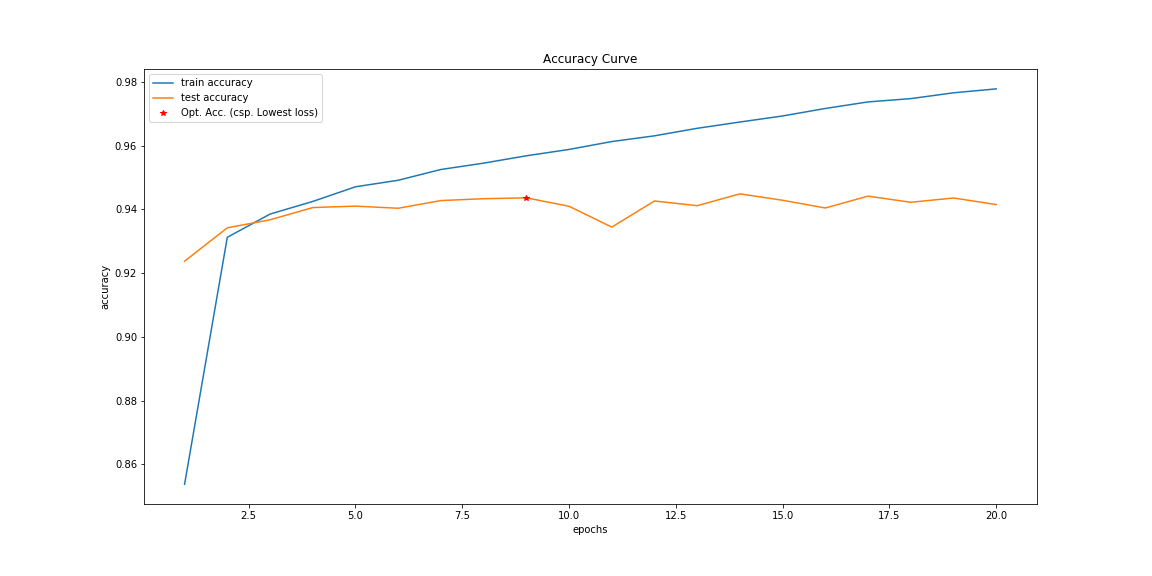 Accuracy Curve
train accuracy
test accuracy
Opt. Acc. (csp. Lowest loss)
0.98
0.96
0.94
0.92
0.90
0.88
0.86
accuracy
2.5 5.0 7.5 10.0 12.5 15.0 17.5 20.0
epochs